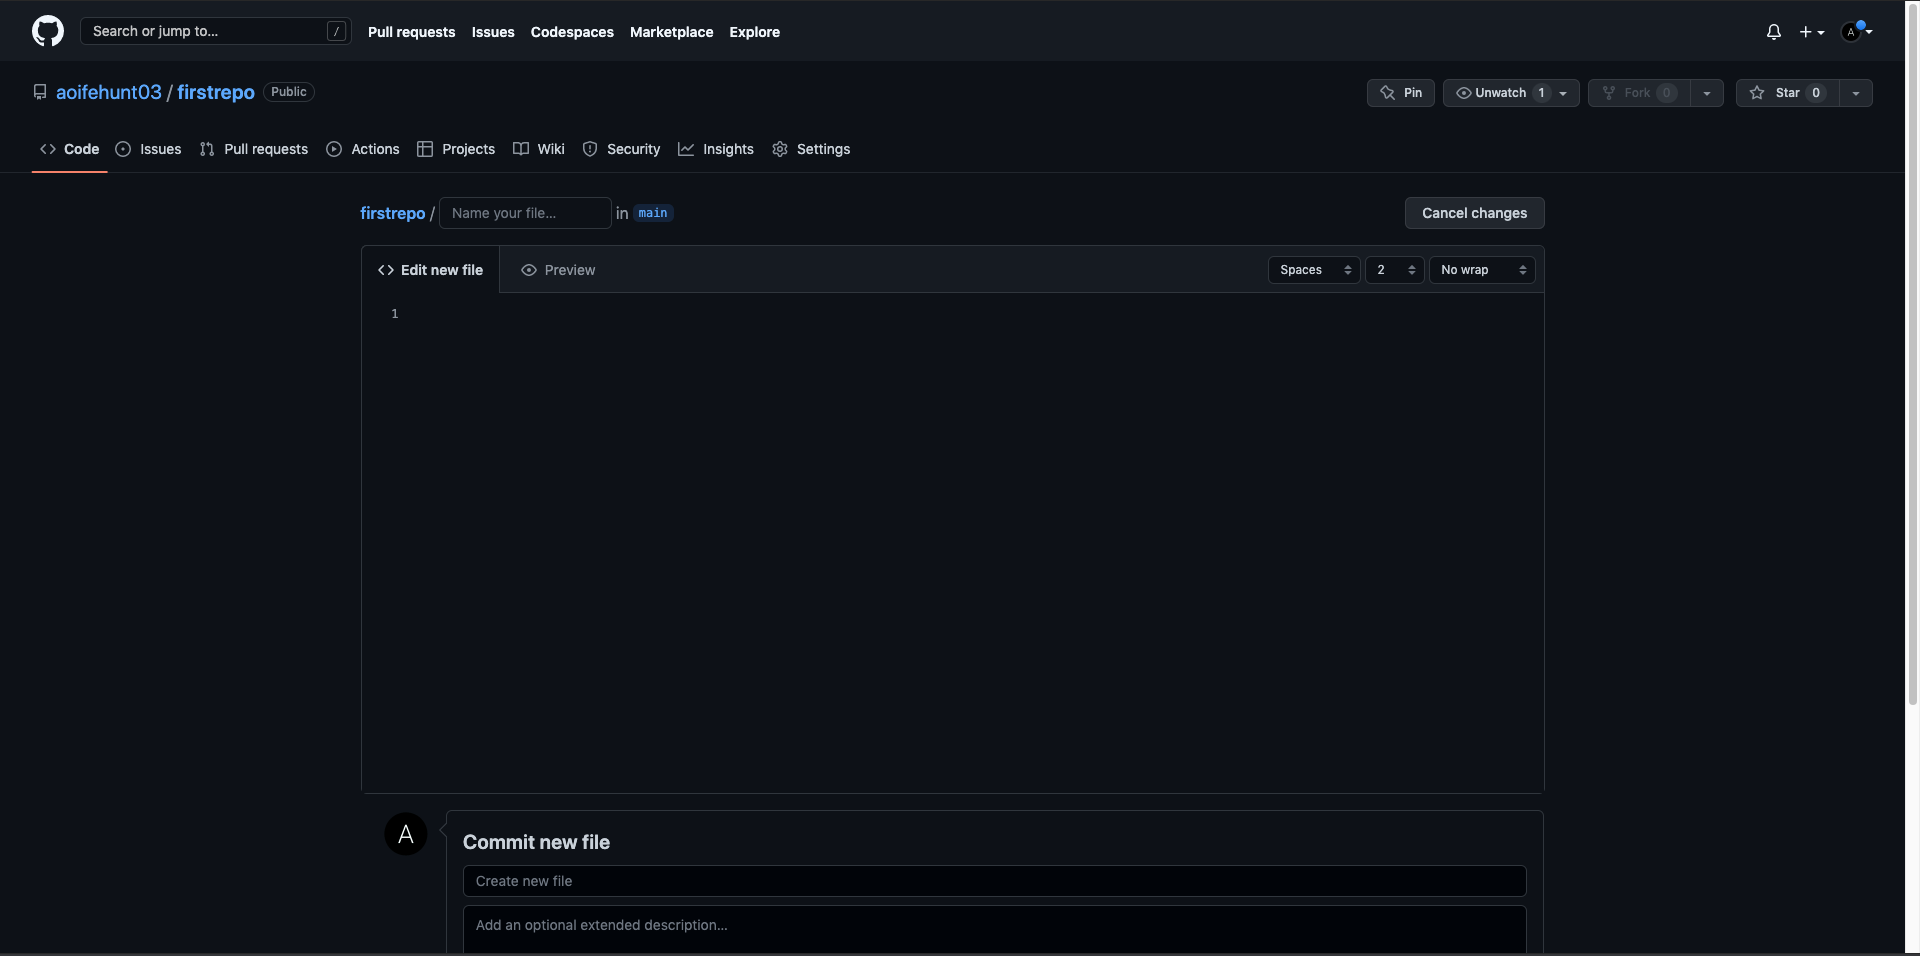 Search or jump to... / Pull requests Issues Codespaces Marketplace Explore A
aoifehunt03 / firstrepo Public Pin Unwatch 1 Fork 0 Star 0
Code Issues Pull requests Actions Projects Wiki Security Insights Settings
firstrepo / Name your file... in main Cancel changes
Edit new file Preview Spaces 2 No wrap
1
A
Commit new file
Create new file
Add an optional extended description...